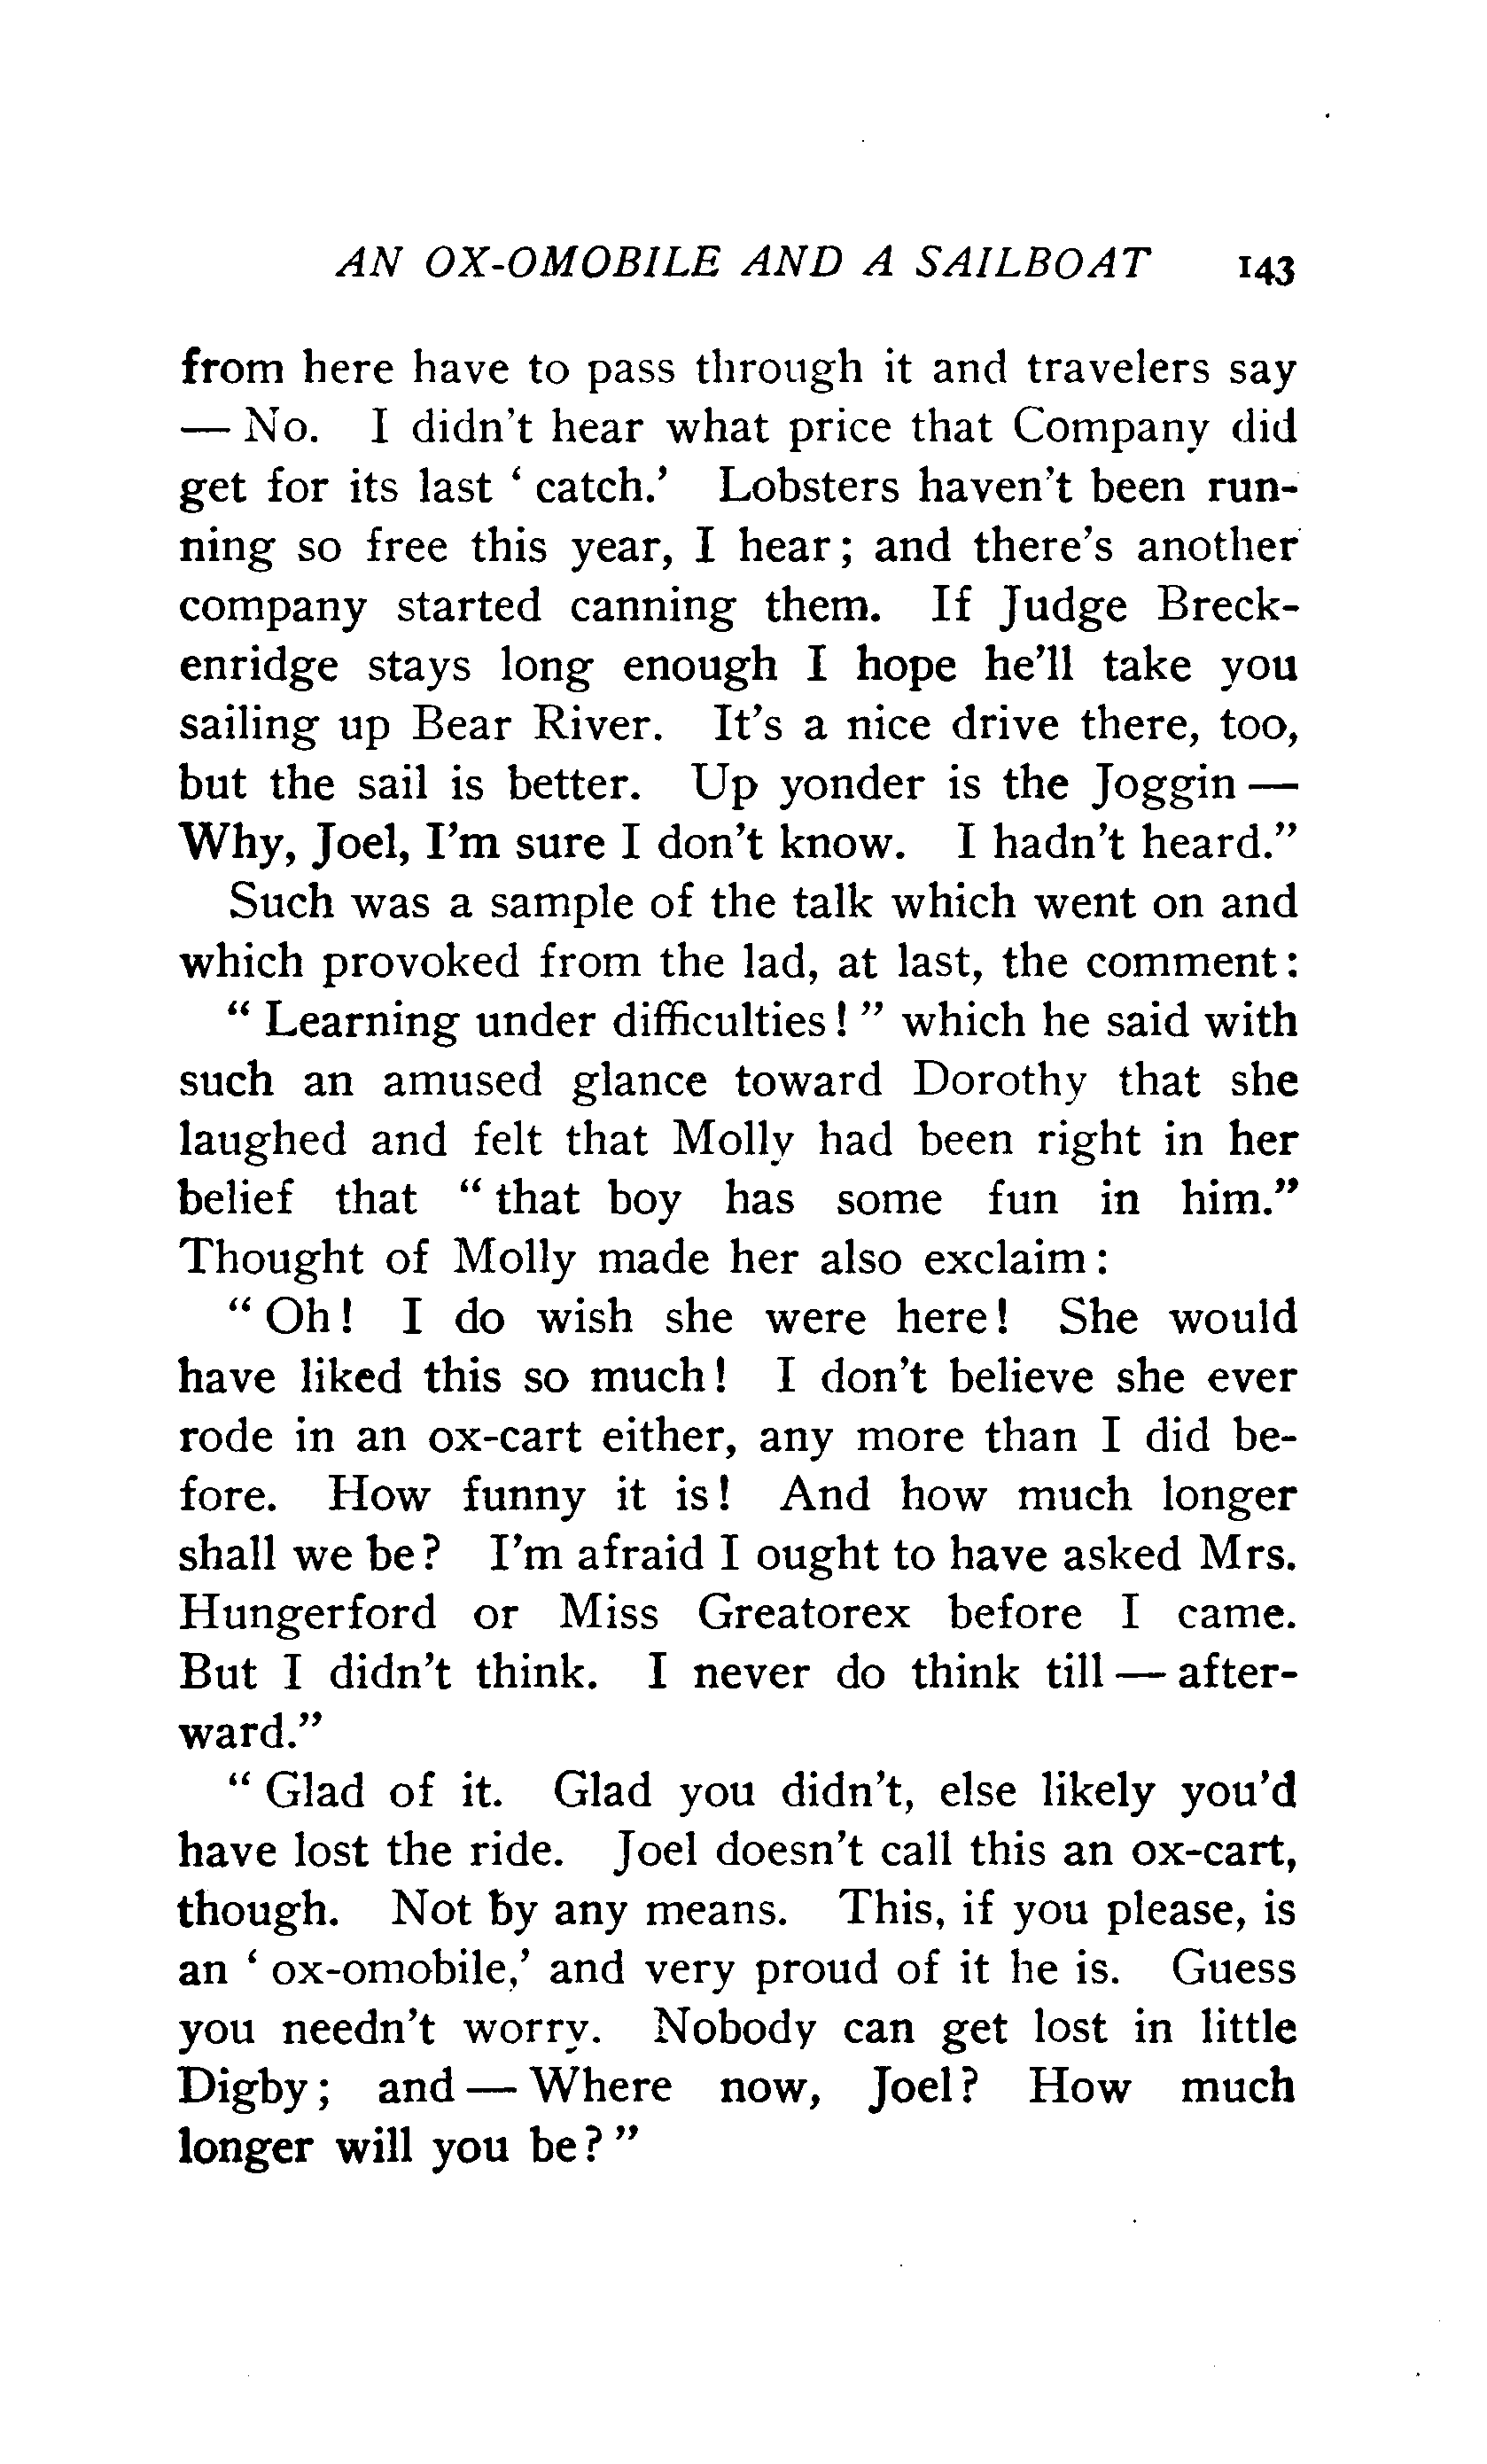 AN OX-OMOBILE AND A SAILBOAT 143
from here have to pass through it and travelers say
— No. I didn't hear what price that Company did
get for its last ‘ catch.’ Lobsters haven't been run-
ning so free this year, I hear; and there's another
company started canning them. If Judge Breck-
enridge stays long enough I hope he'll take you
sailing up Bear River. It's a nice drive there, too,
but the sail is better. Up yonder is the Joggin —
Why, Joel, I'm sure I don't know. I hadn't heard.”
Such was a sample of the talk which went on and
which provoked from the lad, at last, the comment:
“ Learning under difficulties! ” which he said with
such an amused glance toward Dorothy that she
laughed and felt that Molly had been right in her
belief that “ that boy has some fun in him.”
Thought of Molly made her also exclaim:
“ Oh! I do wish she were here! She would
have liked this so much! I don't believe she ever
rode in an ox-cart either, any more than I did be-
fore. How funny it is! And how much longer
shall we be? I'm afraid I ought to have asked Mrs.
Hungerford or Miss Greatorex before I came.
But I didn't think. I never do think till — after-
ward.”
“ Glad of it. Glad you didn't, else likely you'd
have lost the ride. Joel doesn't call this an ox-cart,
though. Not by any means. This, if you please, is
an ‘ ox-omobile,’ and very proud of it he is. Guess
you needn't worry. Nobody can get lost in little
Digby; and — Where now, Joel? How much
longer will you be? ”